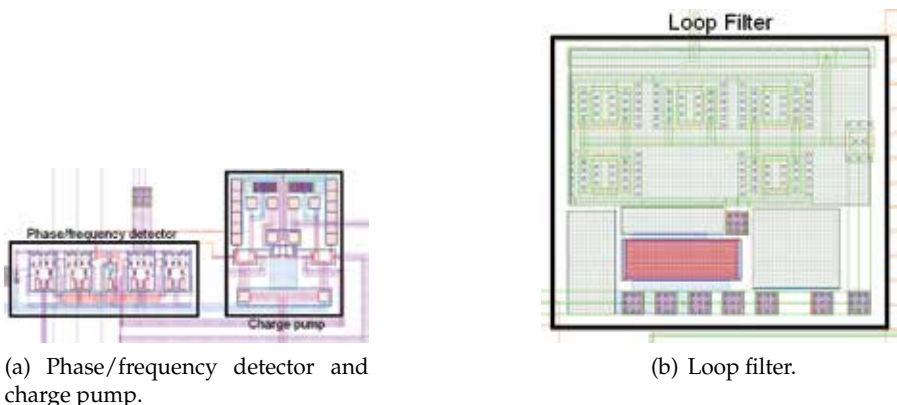 Loop Filter
Phase/frequency detector
Charge pump
(a) Phase/frequency detector and
charge pump.
(b) Loop filter.